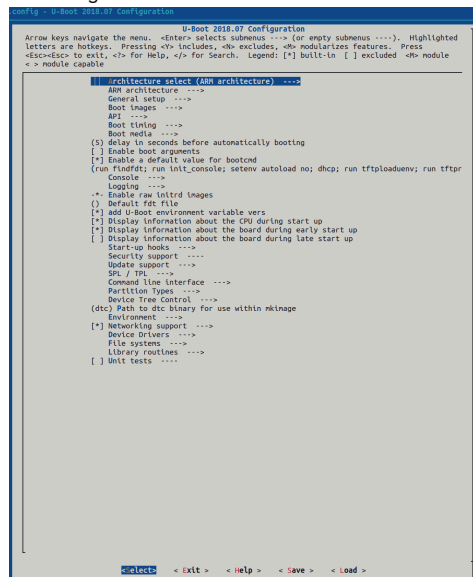 .config - U-Boot 2018.07 Configuration
U-Boot 2018.07 Configuration
Arrow keys navigate the menu.  <Enter> selects submenus ---> (or empty submenus ----).  Highlighted
letters are hotkeys.  Pressing <Y> includes, <N> excludes, <M> modularizes features.  Press
<Esc><Esc> to exit, <?> for Help, </> for Search.  Legend: [*] built-in  [ ] excluded  <M> module
< > module capable
Architecture select (ARM architecture)  --->
ARM architecture  --->
General setup  --->
Boot images  --->
API  --->
Boot timing  --->
Boot media  --->
(5) delay in seconds before automatically booting
[ ] Enable boot arguments
[*] Enable a default value for bootcmd
(run findfdt; run init_console; setenv autoload no; dhcp; run tftploaduenv; run tftpr
Console  --->
Logging  --->
-*- Enable raw initrd images
() Default fdt file
[*] add U-Boot environment variable vers
[*] Display information about the CPU during start up
[*] Display information about the board during early start up
[ ] Display information about the board during late start up
Start-up hooks  --->
Security support  ----
Update support  --->
SPL / TPL  --->
Command line interface  --->
Partition Types  --->
Device Tree Control  --->
(dtc) Path to dtc binary for use within mkimage
Environment  --->
[*] Networking support  --->
Device Drivers  --->
File systems  --->
Library routines  --->
[ ] Unit tests  ----
<Select>    < Exit >    < Help >    < Save >    < Load >